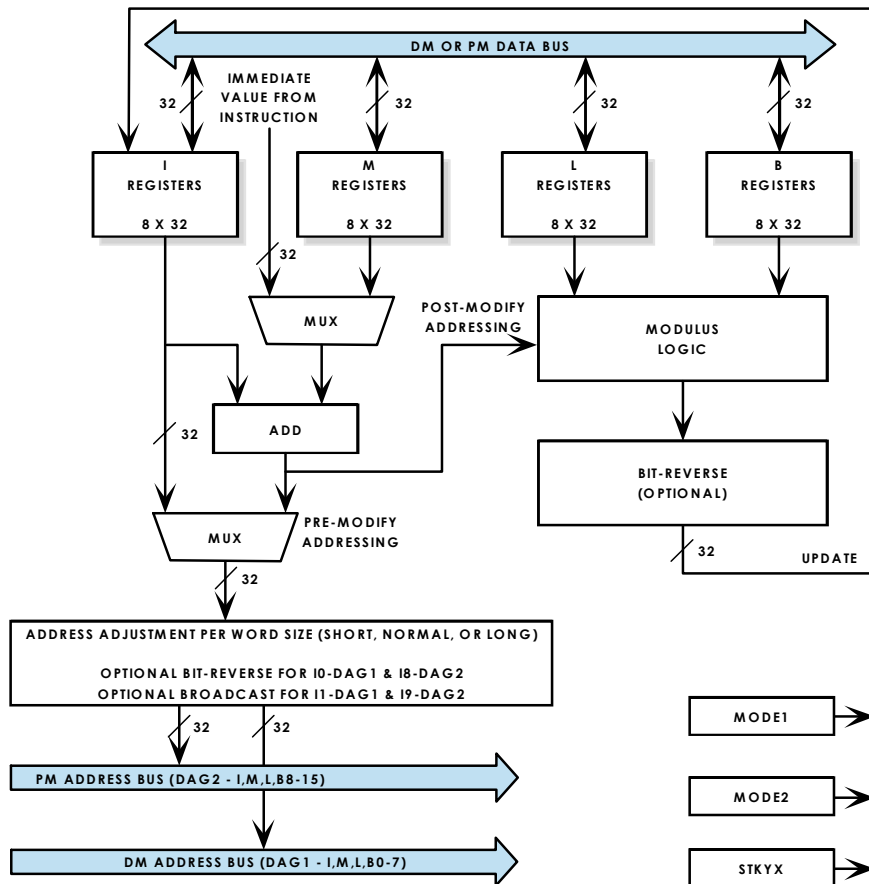 DM OR PM DATA BUS
IMMEDIATE
VALUE FROM
INSTRUCTION
32
32
32
32
I
REGISTERS
8 X 32
M
REGISTERS
8 X 32
L
REGISTERS
8 X 32
B
REGISTERS
8 X 32
32
MUX
POST-MODIFY
ADDRESSING
MODULUS
LOGIC
ADD
32
BIT-REVERSE
(OPTIONAL)
MUX
PRE-MODIFY
ADDRESSING
32
UPDATE
32
ADDRESS ADJUSTMENT PER WORD SIZE (SHORT, NORMAL, OR LONG)
OPTIONAL BIT-REVERSE FOR I0-DAG1 & I8-DAG2
OPTIONAL BROADCAST FOR I1-DAG1 & I9-DAG2
32
32
MODE1
PM ADDRESS BUS (DAG2 - I,M,L,B8-15)
MODE2
DM ADDRESS BUS (DAG1 - I,M,L,B0-7)
STKYX